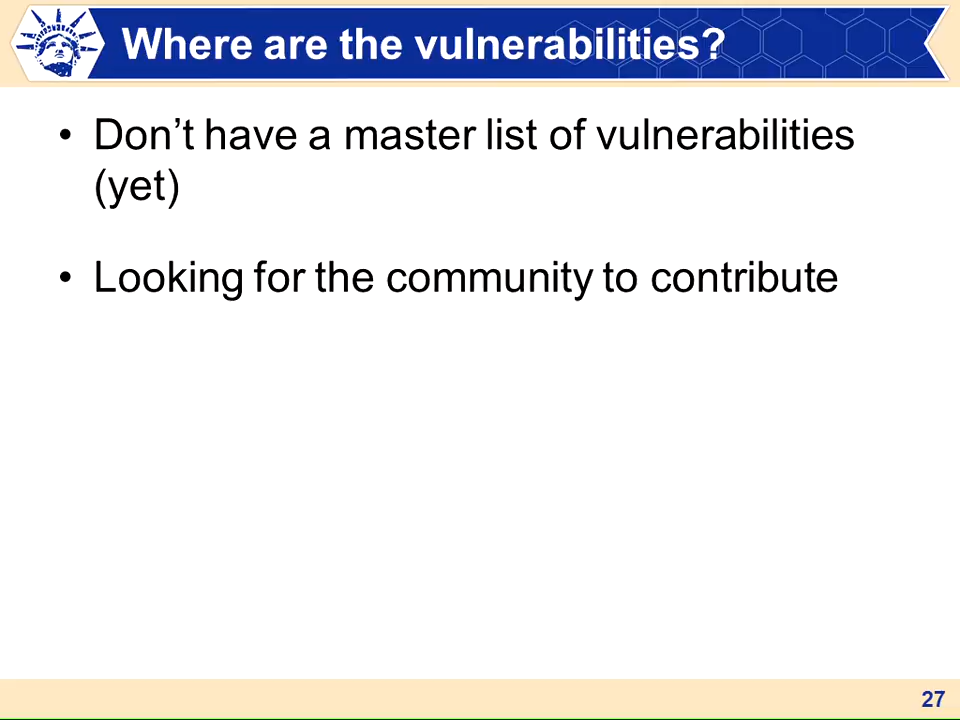 Where are the vulnerabilities?
• Don’t have a master list of vulnerabilities
(yet)
• Looking for the community to contribute
27